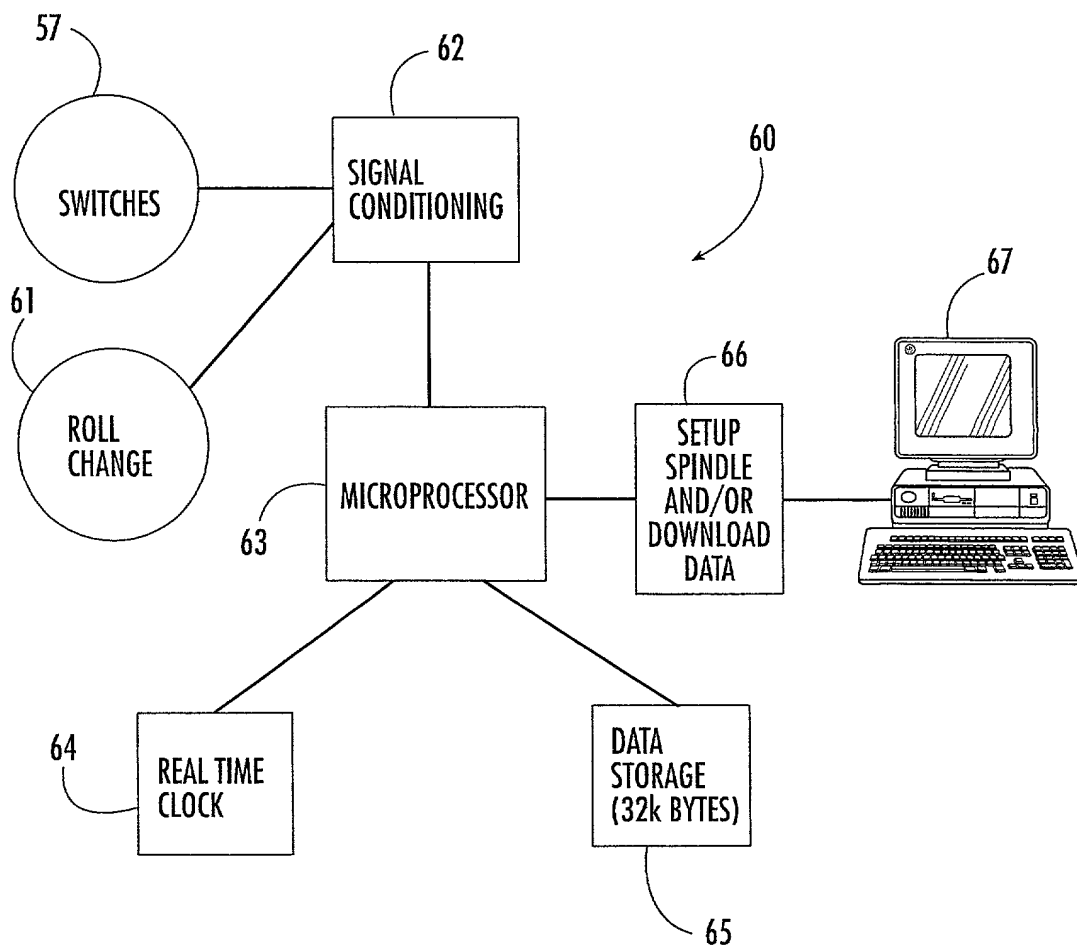 57
62
SWITCHES
SIGNAL
CONDITIONING
60
67
61
ROLL
CHANGE
66
SETUP
SPINDLE
AND/OR
DOWNLOAD
DATA
MICROPROCESSOR
63
64
REAL TIME
CLOCK
DATA
STORAGE
(32k BYTES)
65